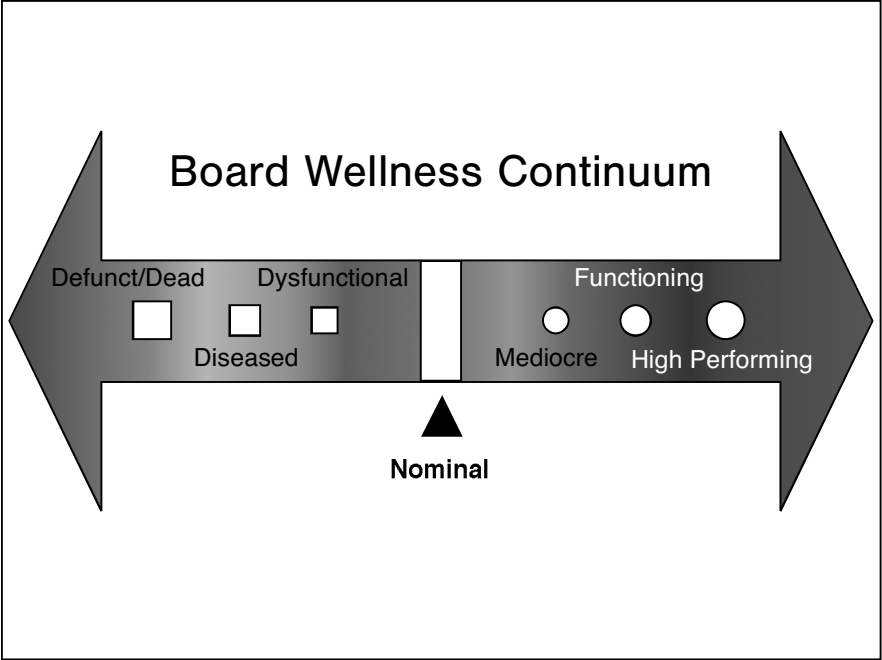 Board Wellness Continuum
Defunct/Dead
Dysfunctional
Functioning
Diseased
Mediocre
High Performing
Nominal